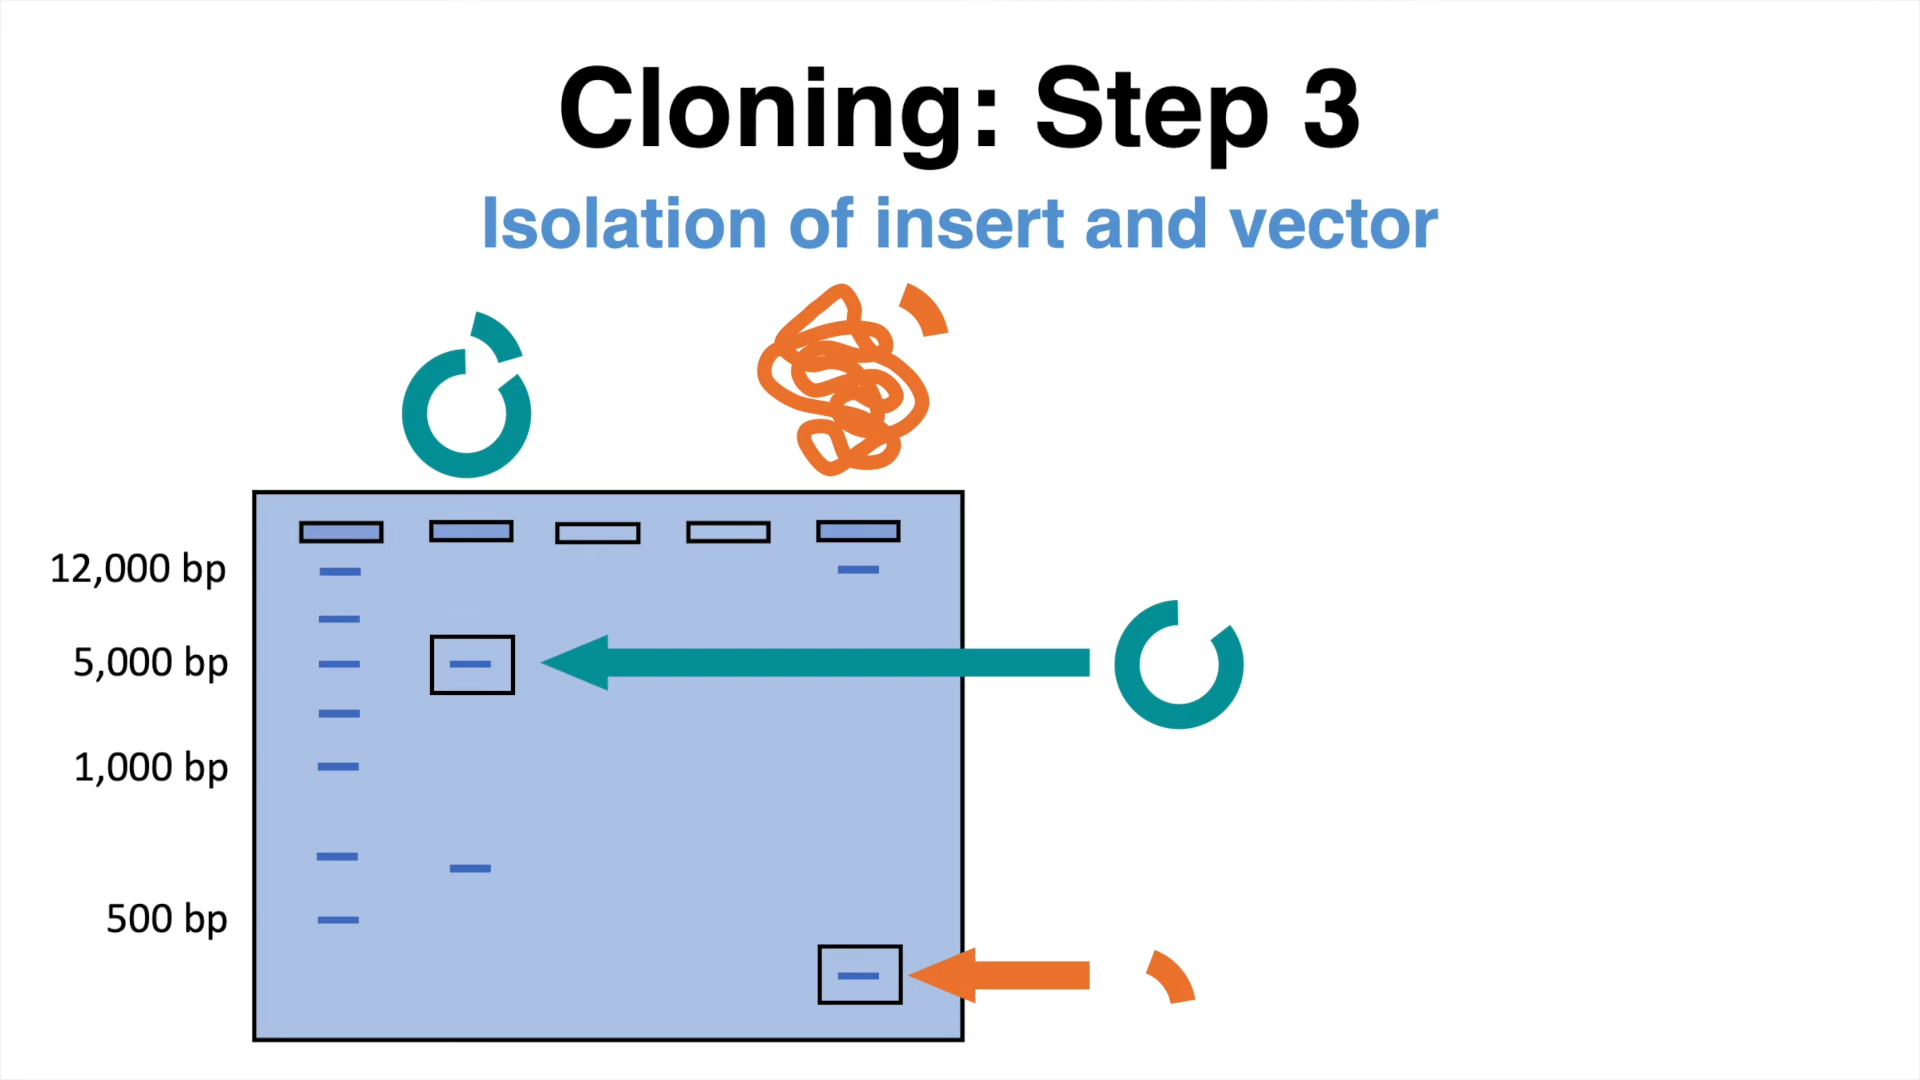 Cloning: Step 3
Isolation of insert and vector
12,000 bp
5,000 bp
1,000 bp
500 bp